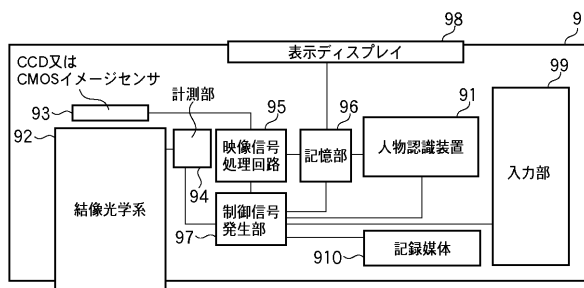 98
9
表示ディスプレイ
99
CCD又は
CMOSイメージセンサ
計測部
93
95
96
91
92
映像信号
処理回路
記憶部
人物認識装置
94
入力部
結像光学系
制御信号
発生部
97
記録媒体
910